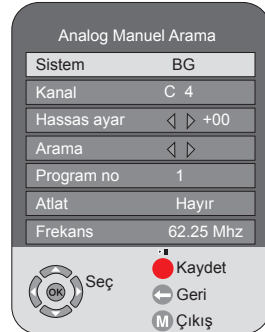 Analog Manuel Arama
Sistem BG
Kanal C 4
Hassas ayar +00
Arama
Program no 1
Atlat Hayır
Frekans 62.25 Mhz
Kaydet
OK Seç
Geri
M Çıkış